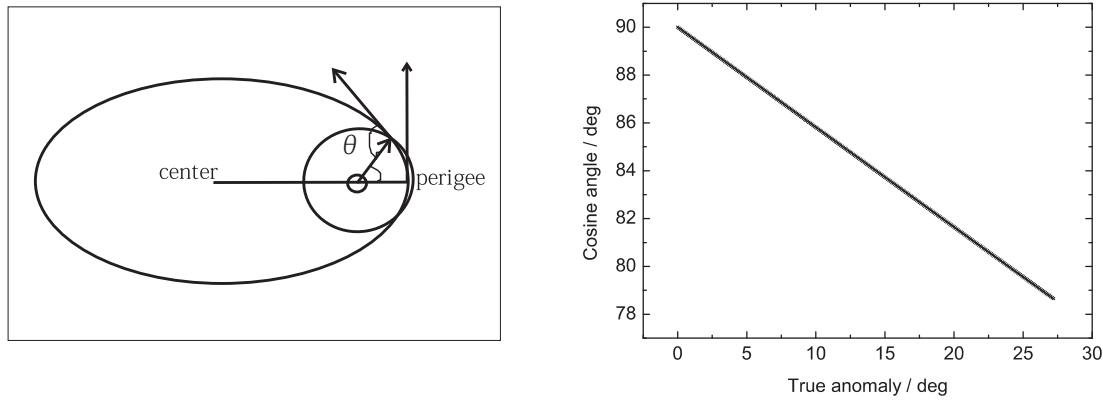 θ
center
perigee
Cosine angle / deg
90
88
86
84
82
80
78
0 5 10 15 20 25 30
True anomaly / deg